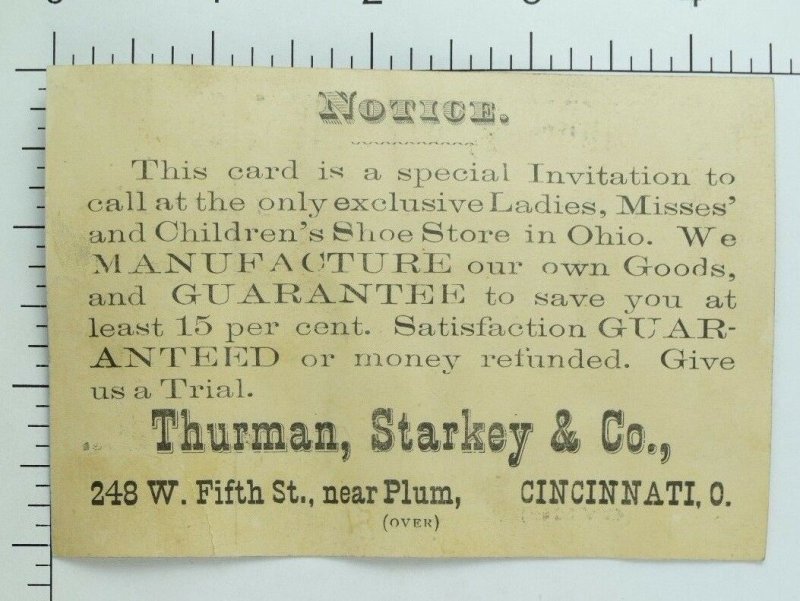 NOTICE.
This card is a special Invitation to
call at the only exclusive Ladies, Misses'
and Children's Shoe Store in Ohio. We
MANUFACTURE our own Goods,
and GUARANTEE to save you at
least 15 per cent. Satisfaction GUAR-
ANTEED or money refunded. Give
us a Trial.
Thurman, Starkey & Co.,
248 W. Fifth St., near Plum, CINCINNATI, O.
(OVER)